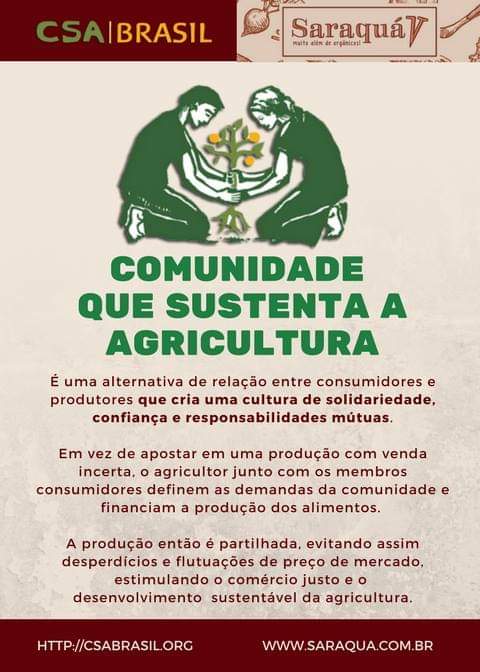 CSA|BRASIL
Saraquá
muito além de orgânicos!
COMUNIDADE
QUE SUSTENTA A
AGRICULTURA
É uma alternativa de relação entre consumidores e
produtores que cria uma cultura de solidariedade,
confiança e responsabilidades mútuas.
Em vez de apostar em uma produção com venda
incerta, o agricultor junto com os membros
consumidores definem as demandas da comunidade e
financiam a produção dos alimentos.
A produção então é partilhada, evitando assim
desperdícios e flutuações de preço de mercado,
estimulando o comércio justo e o
desenvolvimento sustentável da agricultura.
HTTP://CSABRASIL.ORG
WWW.SARAQUA.COM.BR